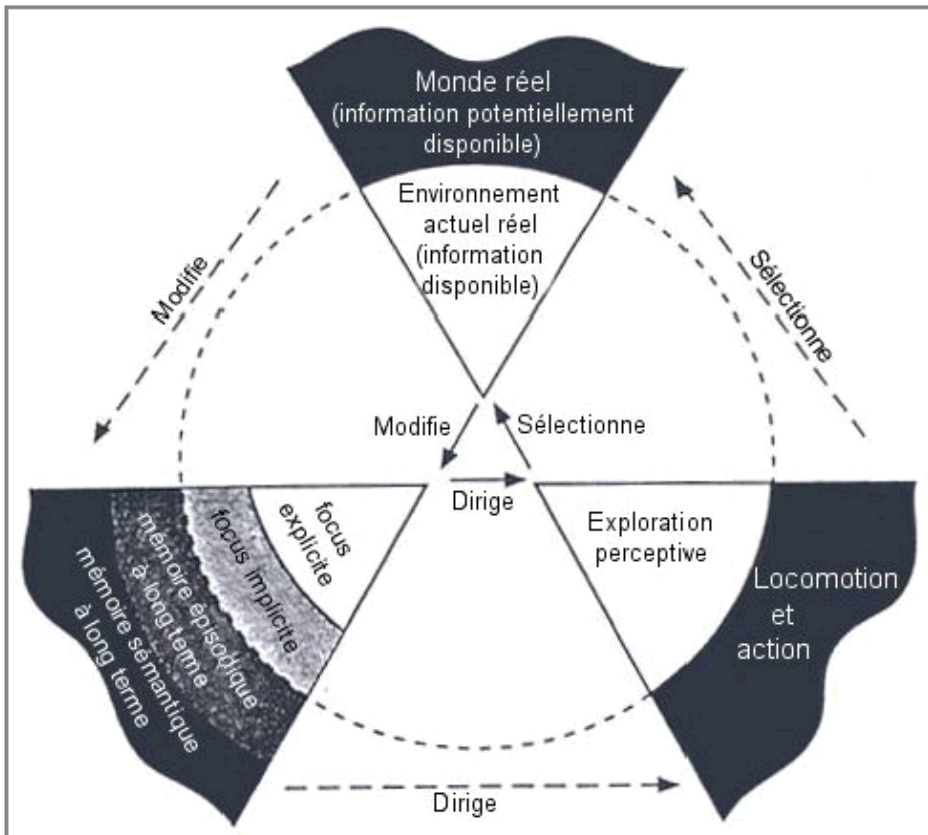 Monde réel
(information potentiellement
disponible)
Environnement
actuel réel
(information
disponible)
Modifie
Sélectionne
Modifie
Sélectionne
Dirige
focus
explicite
focus implicite
mémoire épisodique
à long terme
mémoire sémantique
à long terme
Exploration
perceptive
Locomotion
et
action
Dirige